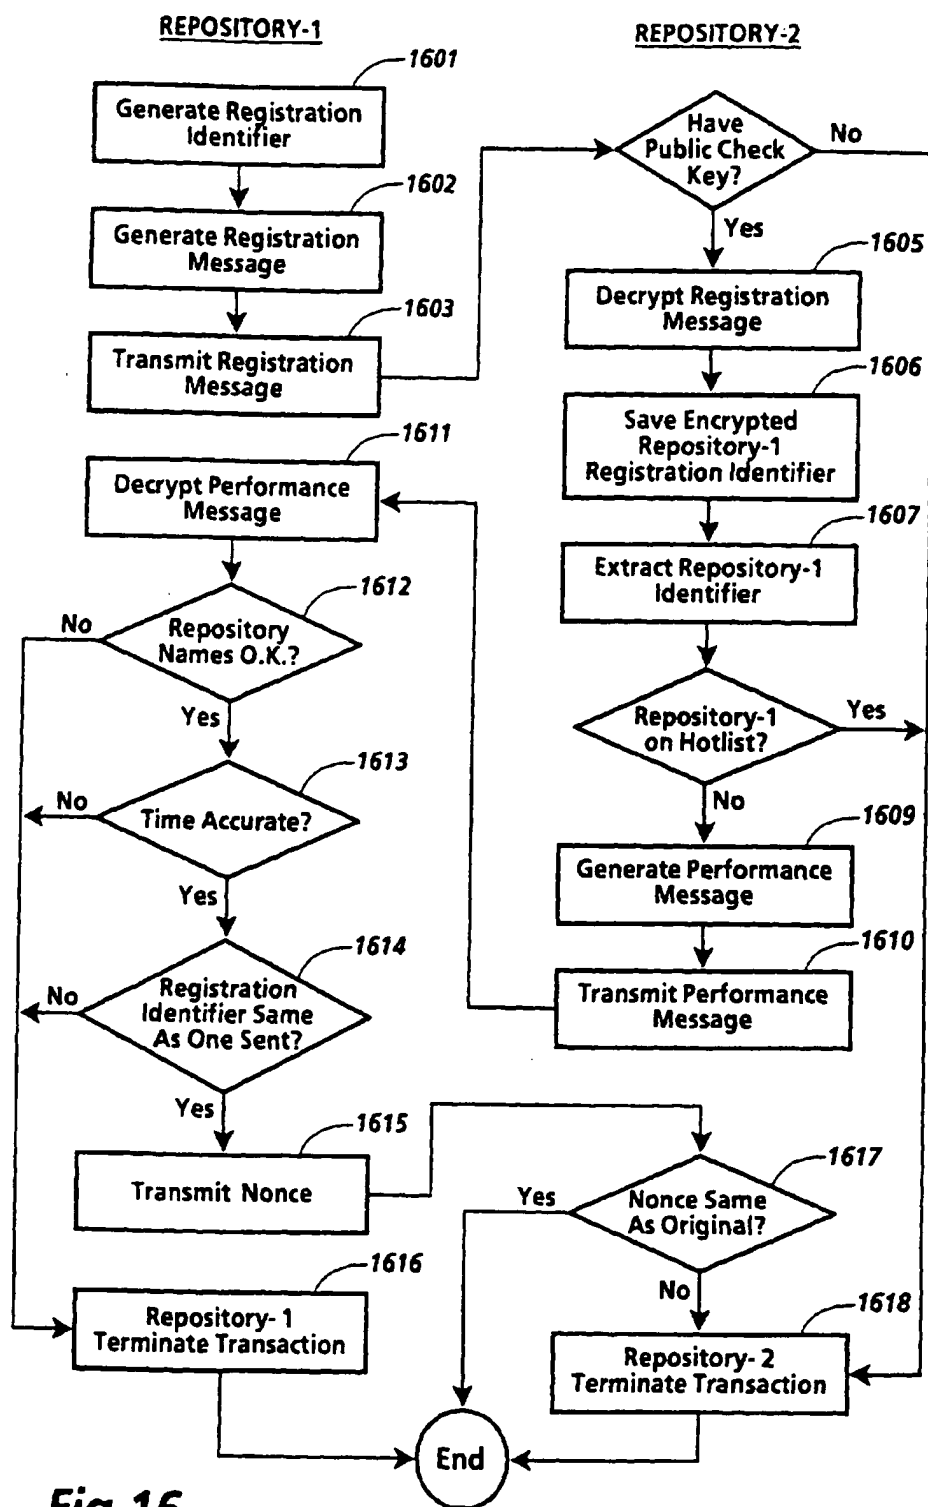 REPOSITORY-1
1601
Generate Registration
Identifier
1602
Generate Registration
Message
1603
Transmit Registration
Message
1611
Decrypt Performance
Message
1612
No
Repository
Names O.K.?
Yes
1613
No
Time Accurate?
Yes
1614
No
Registration
Identifier Same
As One Sent?
Yes
1615
Transmit Nonce
1616
Repository- 1
Terminate Transaction
REPOSITORY-2
Have
Public Check
Key?
No
Yes
1605
Decrypt Registration
Message
1606
Save Encrypted
Repository-1
Registration Identifier
1607
Extract Repository-1
Identifier
Repository-1
on Hotlist?
Yes
No
1609
Generate Performance
Message
1610
Transmit Performance
Message
1617
Yes
Nonce Same
As Original?
No
1618
Repository- 2
Terminate Transaction
End
Fig. 16